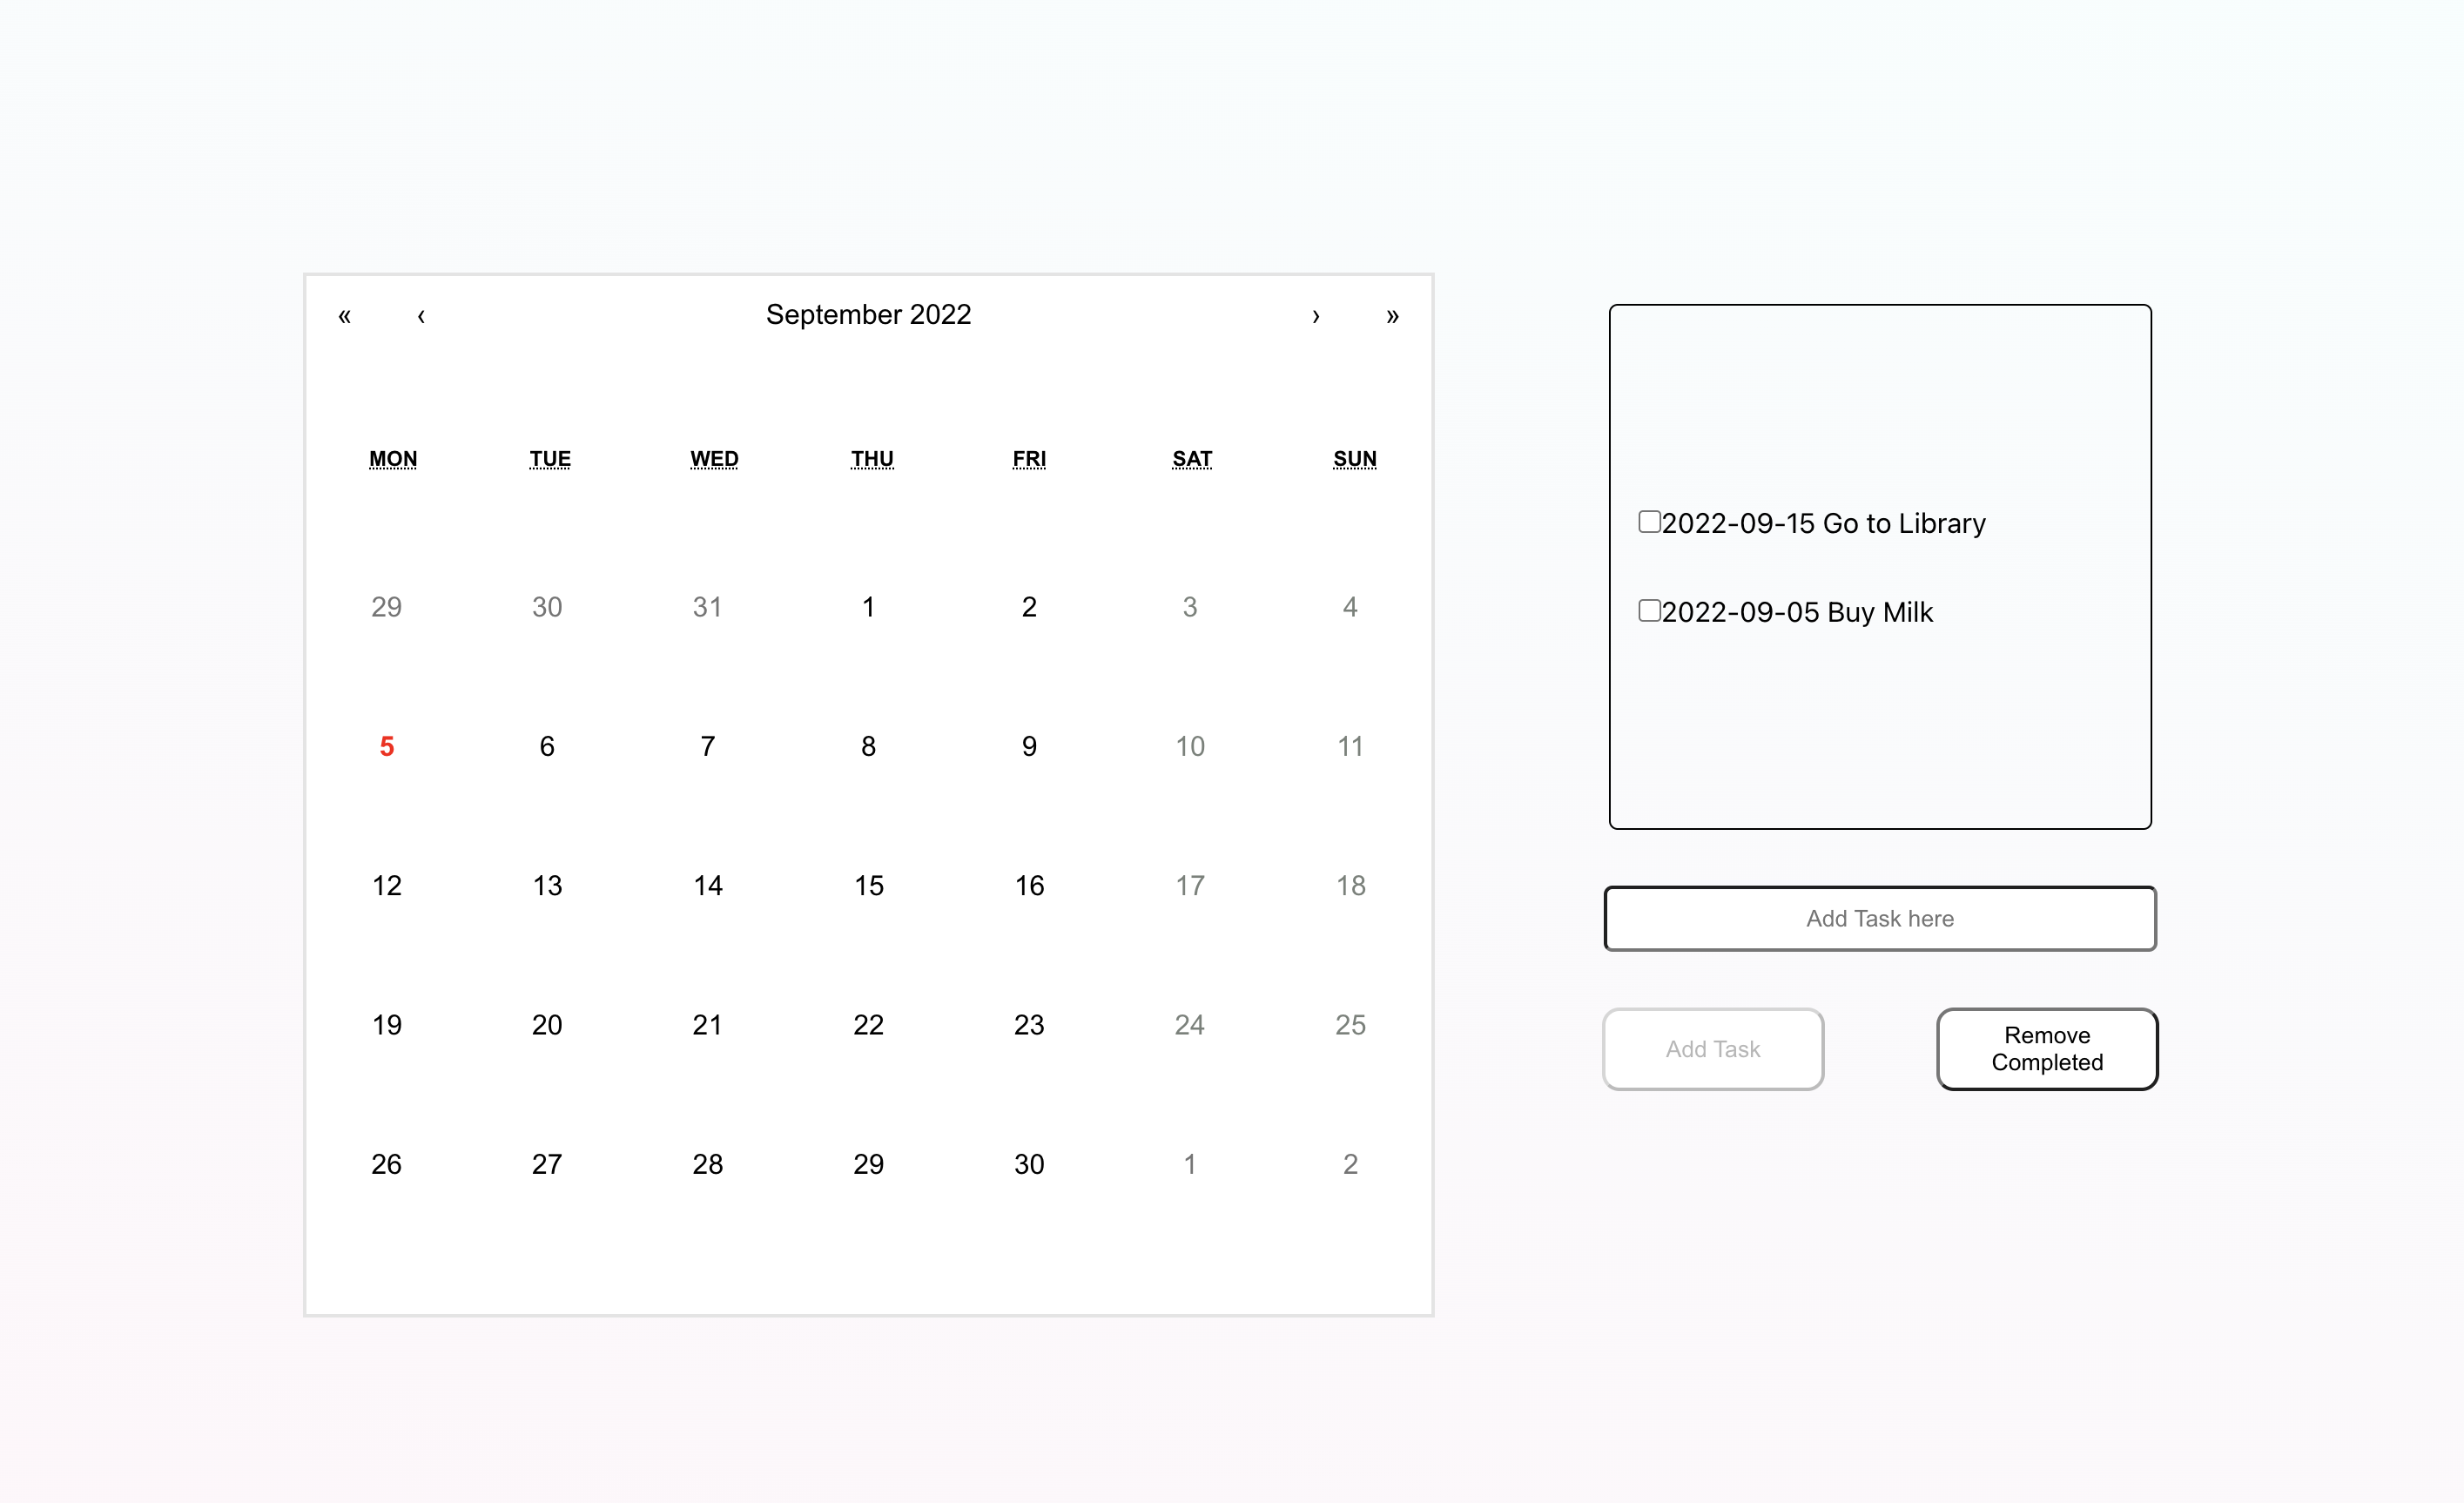 « ‹ September 2022 › »
MON TUE WED THU FRI SAT SUN
29 30 31 1 2 3 4
5 6 7 8 9 10 11
12 13 14 15 16 17 18
19 20 21 22 23 24 25
26 27 28 29 30 1 2
2022-09-15 Go to Library
2022-09-05 Buy Milk
Add Task here
Add Task
Remove
Completed